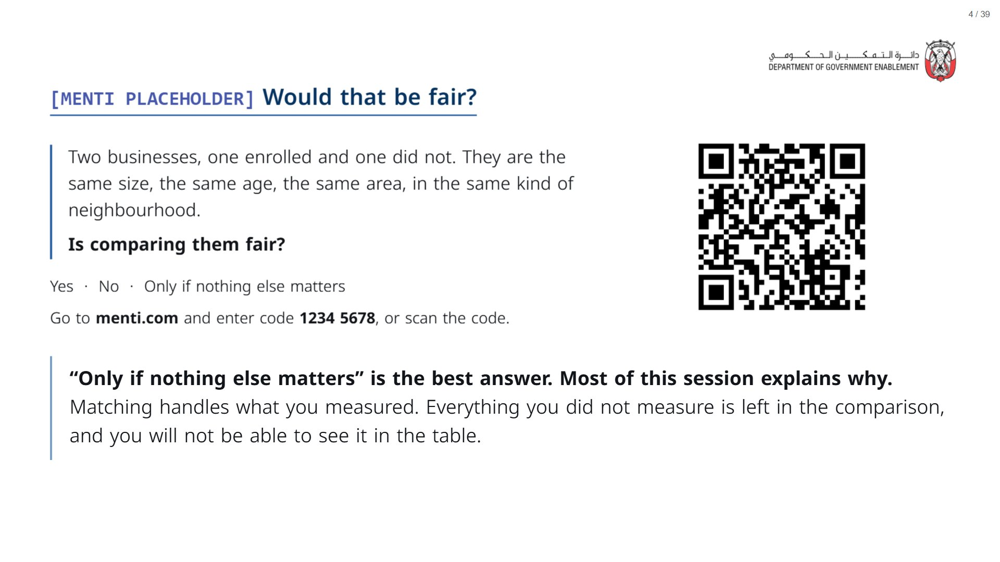 4 / 39
دائرة التمكين الحكومي
DEPARTMENT OF GOVERNMENT ENABLEMENT
[MENTI PLACEHOLDER] Would that be fair?
Two businesses, one enrolled and one did not. They are the
same size, the same age, the same area, in the same kind of
neighbourhood.
Is comparing them fair?
Yes · No · Only if nothing else matters
Go to menti.com and enter code 1234 5678, or scan the code.
“Only if nothing else matters” is the best answer. Most of this session explains why.
Matching handles what you measured. Everything you did not measure is left in the comparison,
and you will not be able to see it in the table.